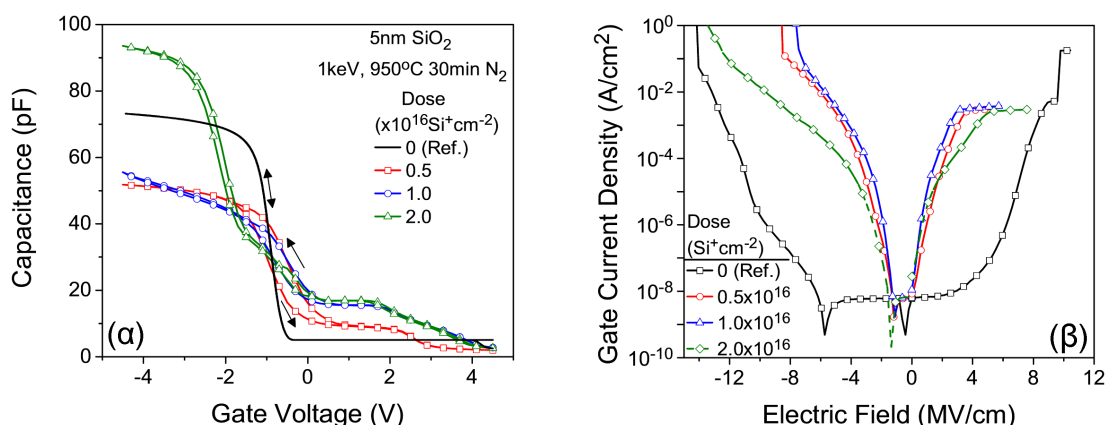 100
80
60
40
20
0
Capacitance (pF)
-4
-2
0
2
4
Gate Voltage (V)
5nm SiO₂
1keV, 950ºC 30min N₂
Dose
(x10¹⁶Si⁺cm⁻²)
0 (Ref.)
0.5
1.0
2.0
(α)
10⁰
10⁻²
10⁻⁴
10⁻⁶
10⁻⁸
10⁻¹⁰
Gate Current Density (A/cm²)
-12
-8
-4
0
4
8
12
Electric Field (MV/cm)
Dose
(Si⁺cm⁻²)
0 (Ref.)
0.5x10¹⁶
1.0x10¹⁶
2.0x10¹⁶
(β)